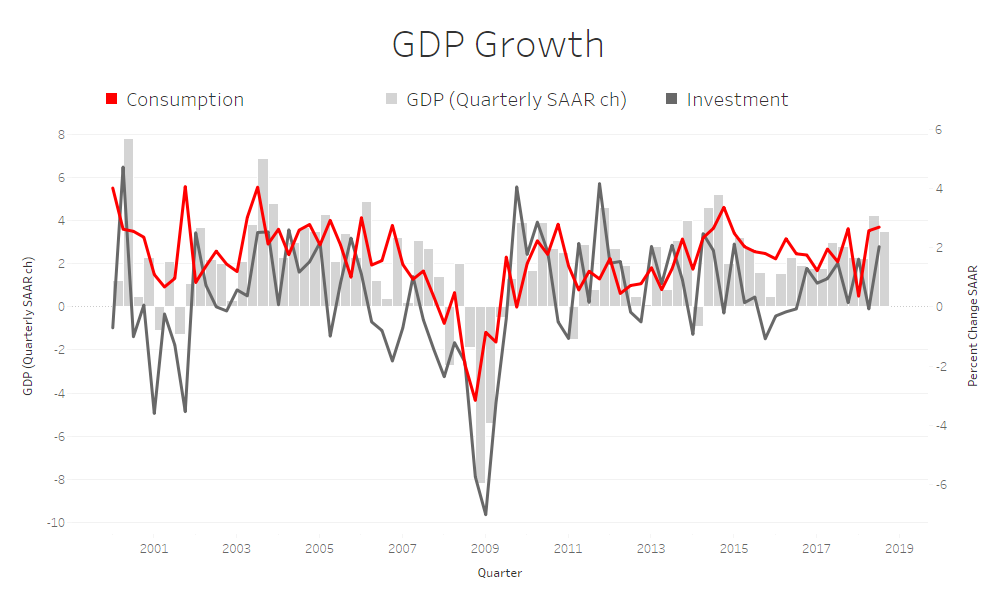 GDP Growth
Consumption GDP (Quarterly SAAR ch) Investment
8
6
4
2
0
-2
-4
-6
-8
-10
GDP (Quarterly SAAR ch)
6
4
2
0
-2
-4
-6
Percent Change SAAR
2001 2003 2005 2007 2009 2011 2013 2015 2017 2019
Quarter